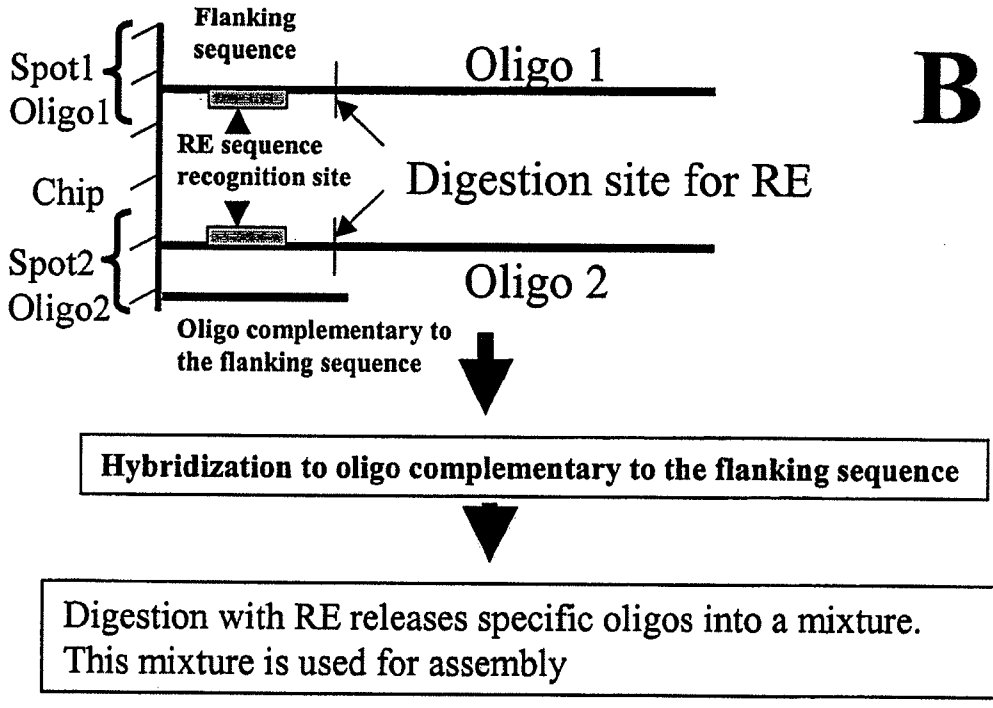 Flanking
sequence
Oligo 1
B
Spot1
Oligo1
RE sequence
recognition site
Chip
Digestion site for RE
Spot2
Oligo2
Oligo 2
Oligo complementary to
the flanking sequence
Hybridization to oligo complementary to the flanking sequence
Digestion with RE releases specific oligos into a mixture.
This mixture is used for assembly